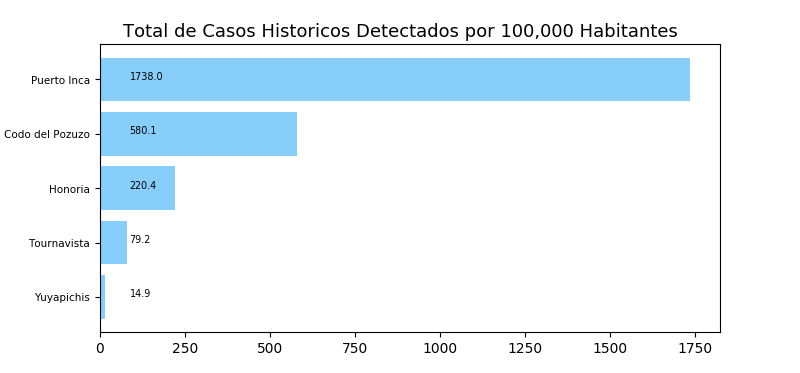 Total de Casos Historicos Detectados por 100,000 Habitantes
Puerto Inca 1738.0
Codo del Pozuzo 580.1
Honoria 220.4
Tournavista 79.2
Yuyapichis 14.9
0 250 500 750 1000 1250 1500 1750